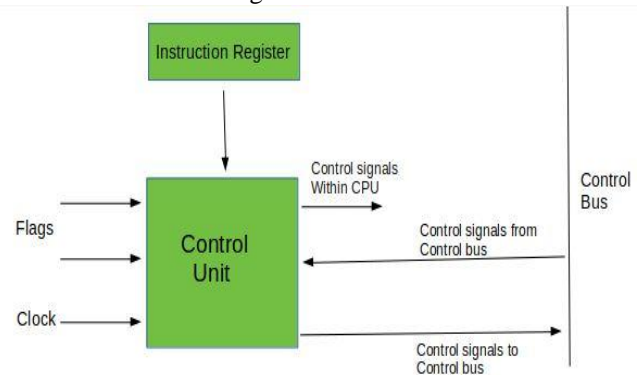 Instruction Register
Control signals
Within CPU
Control
Bus
Flags
Control
Unit
Control signals from
Control bus
Clock
Control signals to
Control bus